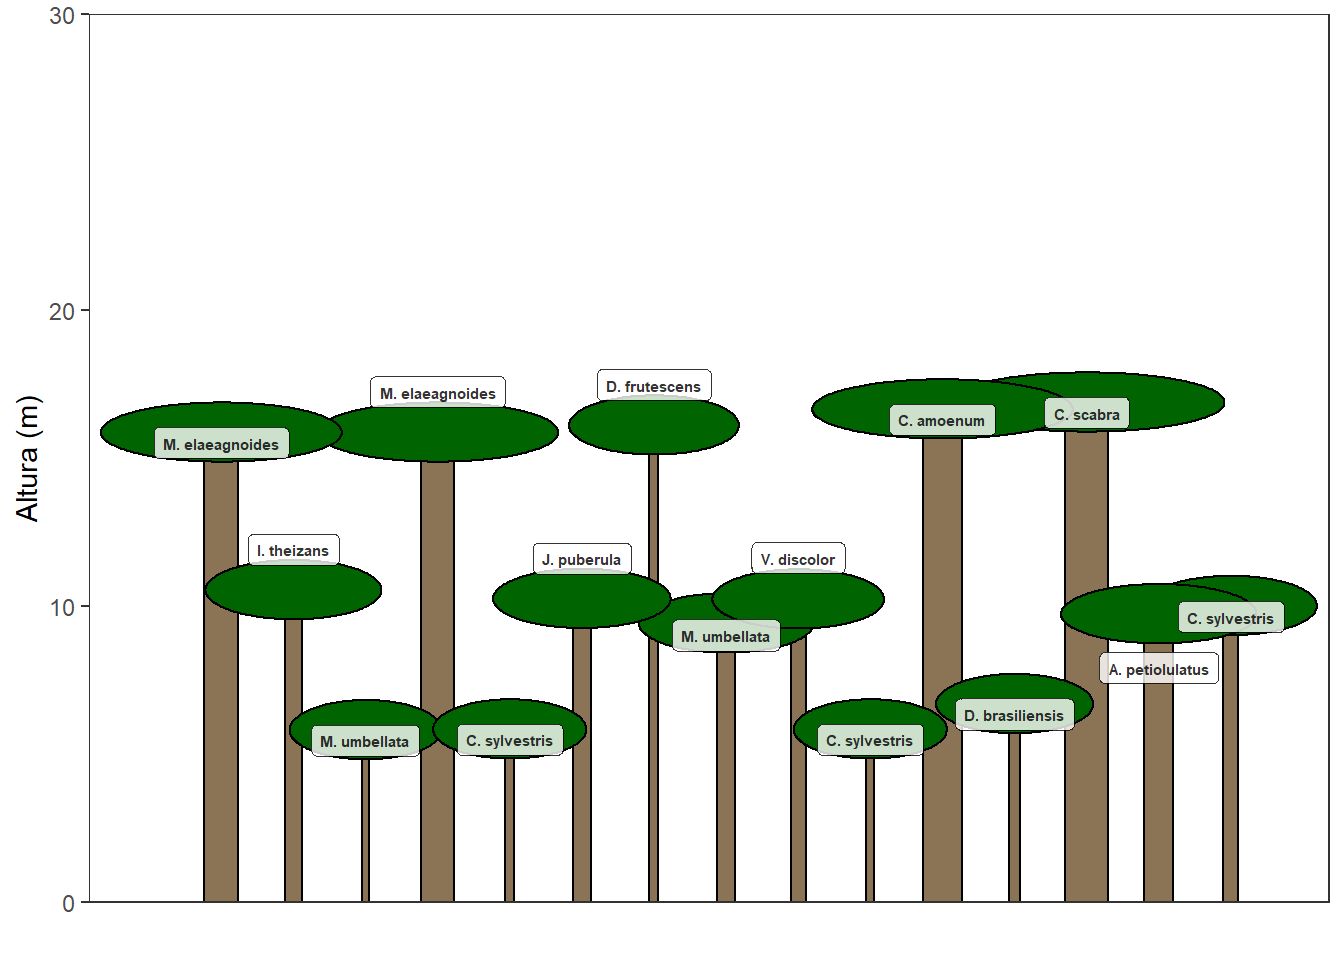 30
20
10
0
Altura (m)
D. frutescens
M. elaeagnoides
C. scabra
C. amoenum
M. elaeagnoides
I. theizans
J. puberula
V. discolor
C. sylvestris
M. umbellata
A. petiolulatus
D. brasiliensis
M. umbellata
C. sylvestris
C. sylvestris